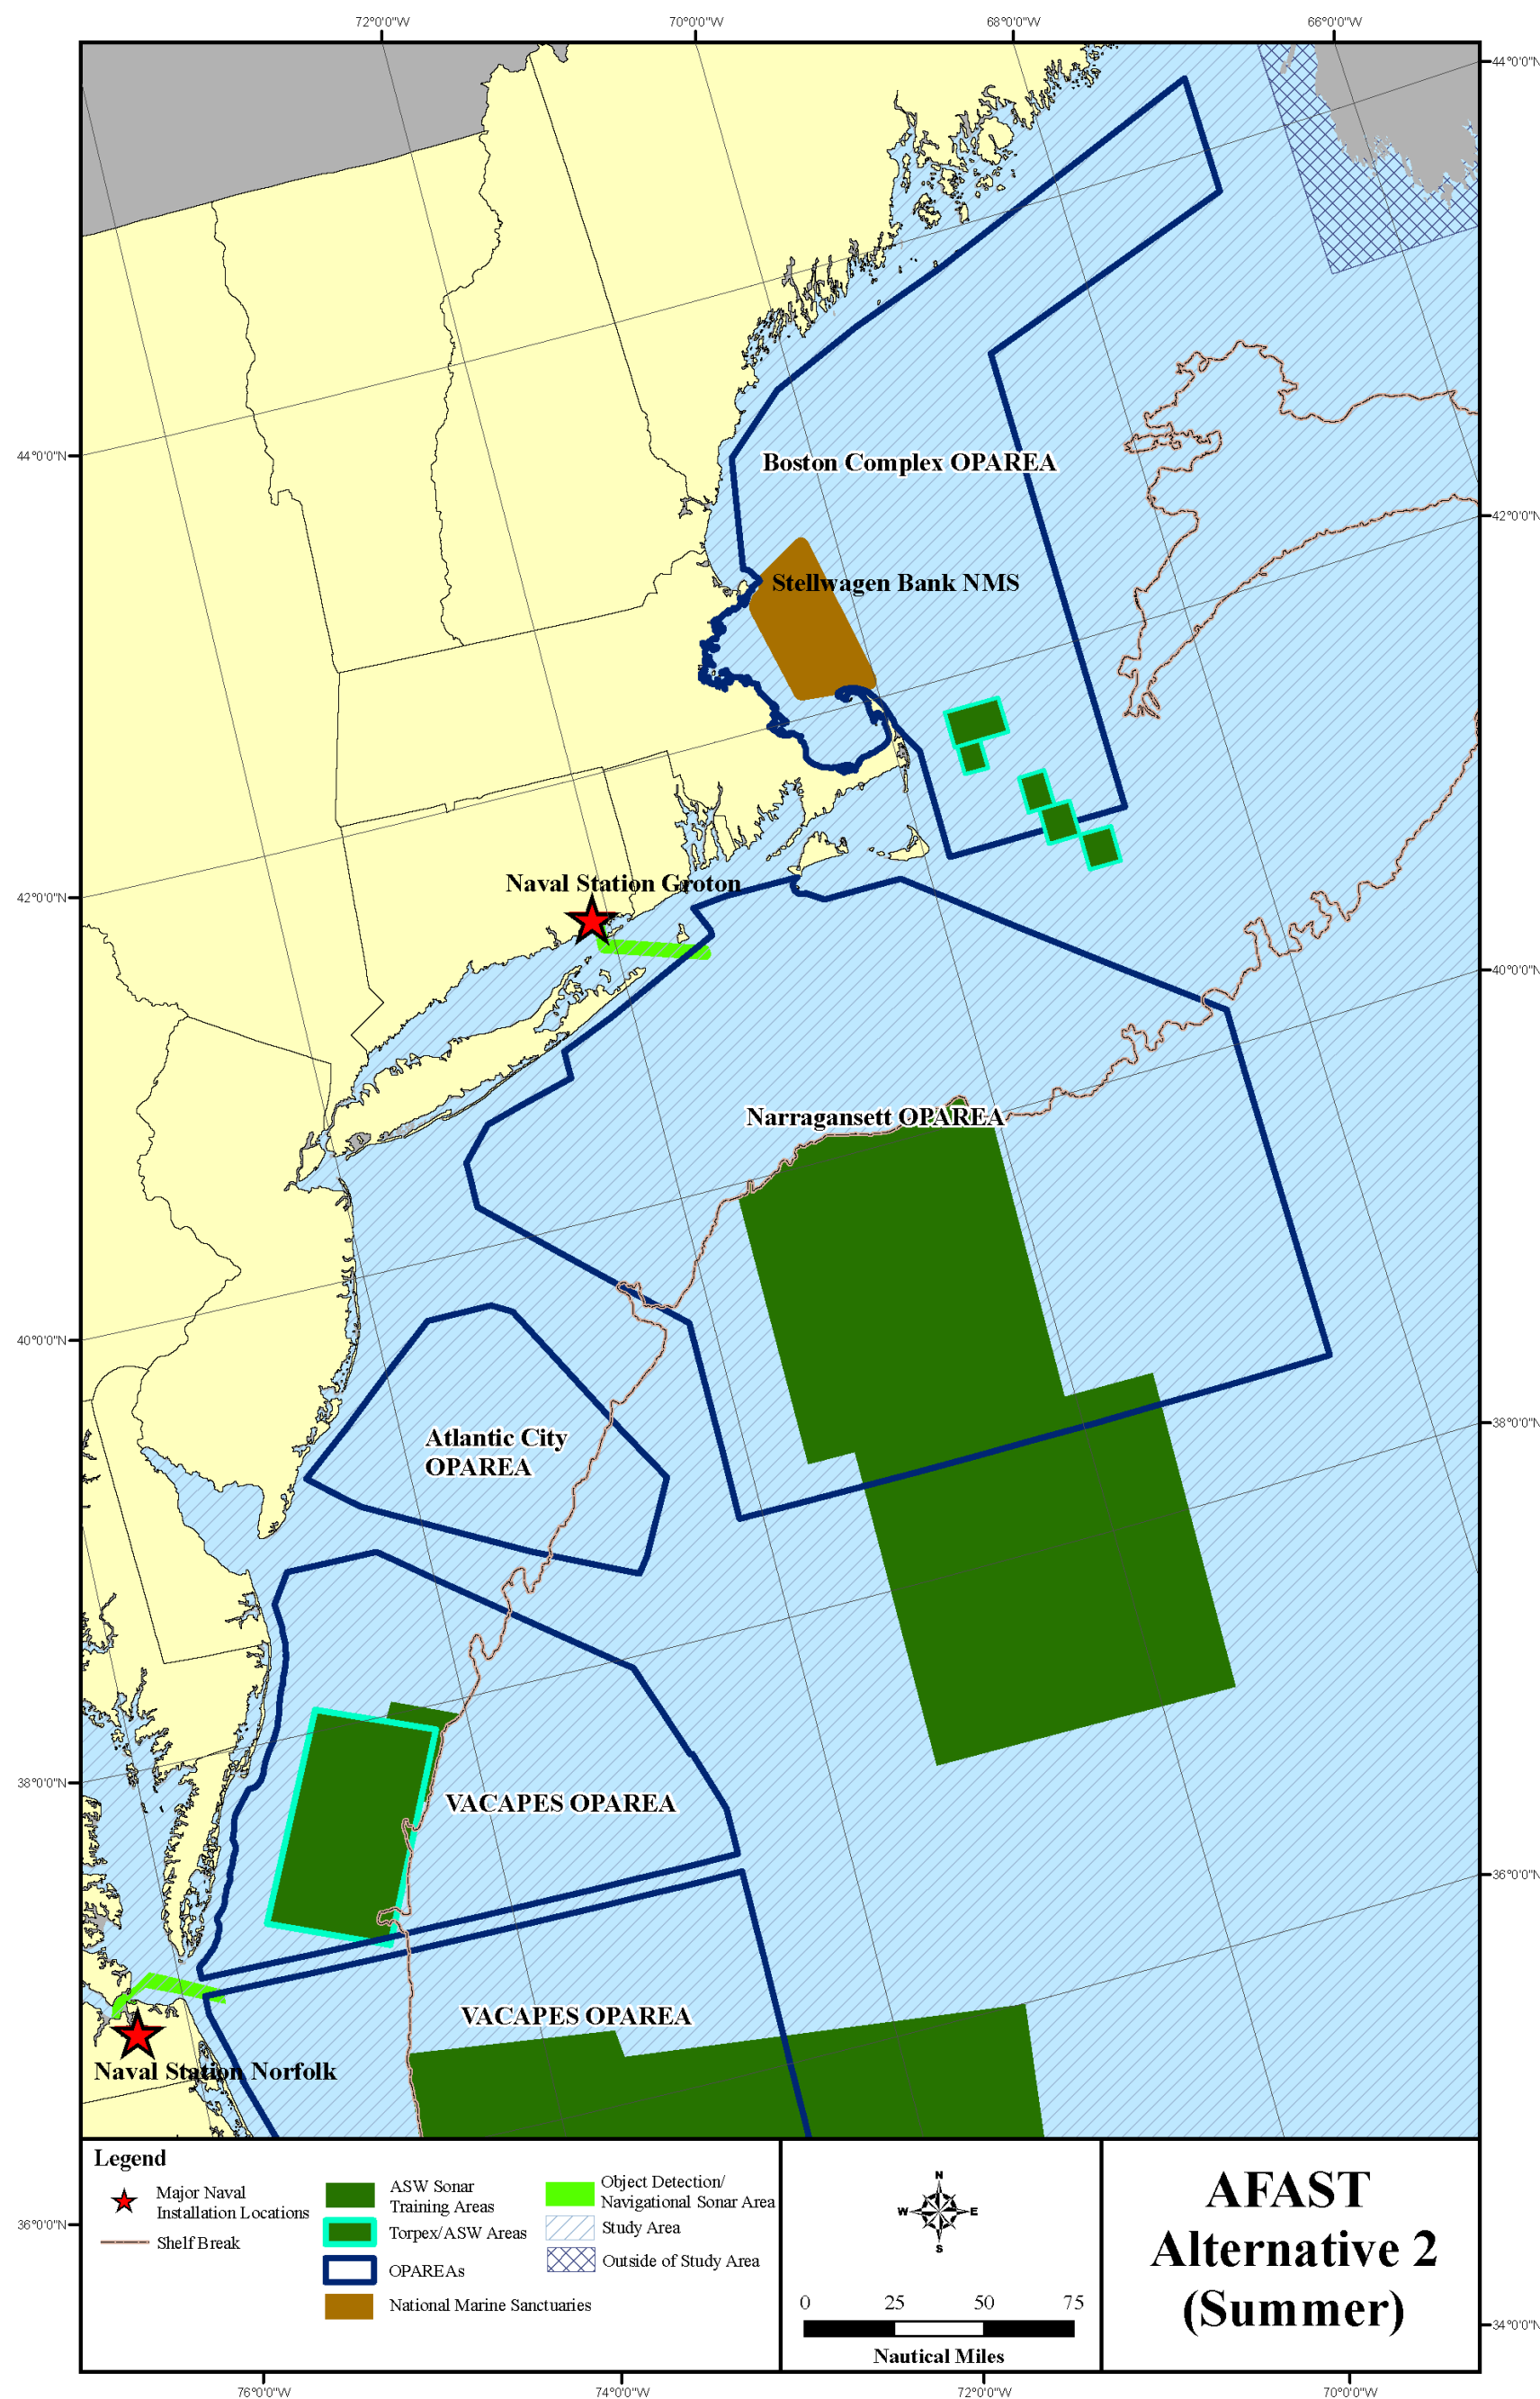 72°0'0"W
70°0'0"W
68°0'0"W
66°0'0"W
44°0'0"N
44°0'0"N
Boston Complex OPAREA
42°0'0"N
Stellwagen Bank NMS
Naval Station Groton
42°0'0"N
40°0'0"N
Narragansett OPAREA
40°0'0"N
38°0'0"N
Atlantic City
OPAREA
38°0'0"N
VACAPES OPAREA
36°0'0"N
VACAPES OPAREA
Naval Station Norfolk
Legend
Major Naval
Installation Locations
Shelf Break
ASW Sonar
Training Areas
Torpex/ASW Areas
OPAREAs
National Marine Sanctuaries
Object Detection/
Navigational Sonar Area
Study Area
Outside of Study Area
N
W
E
S
0
25
50
75
Nautical Miles
AFAST
Alternative 2
(Summer)
36°0'0"N
34°0'0"N
76°0'0"W
74°0'0"W
72°0'0"W
70°0'0"W